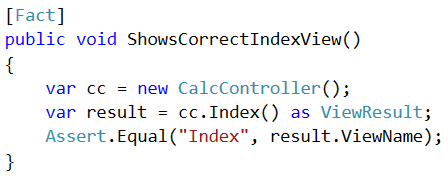 [Fact]
public void ShowsCorrectIndexView()
{
    var cc = new CalcController();
    var result = cc.Index() as ViewResult;
    Assert.Equal("Index", result.ViewName);
}